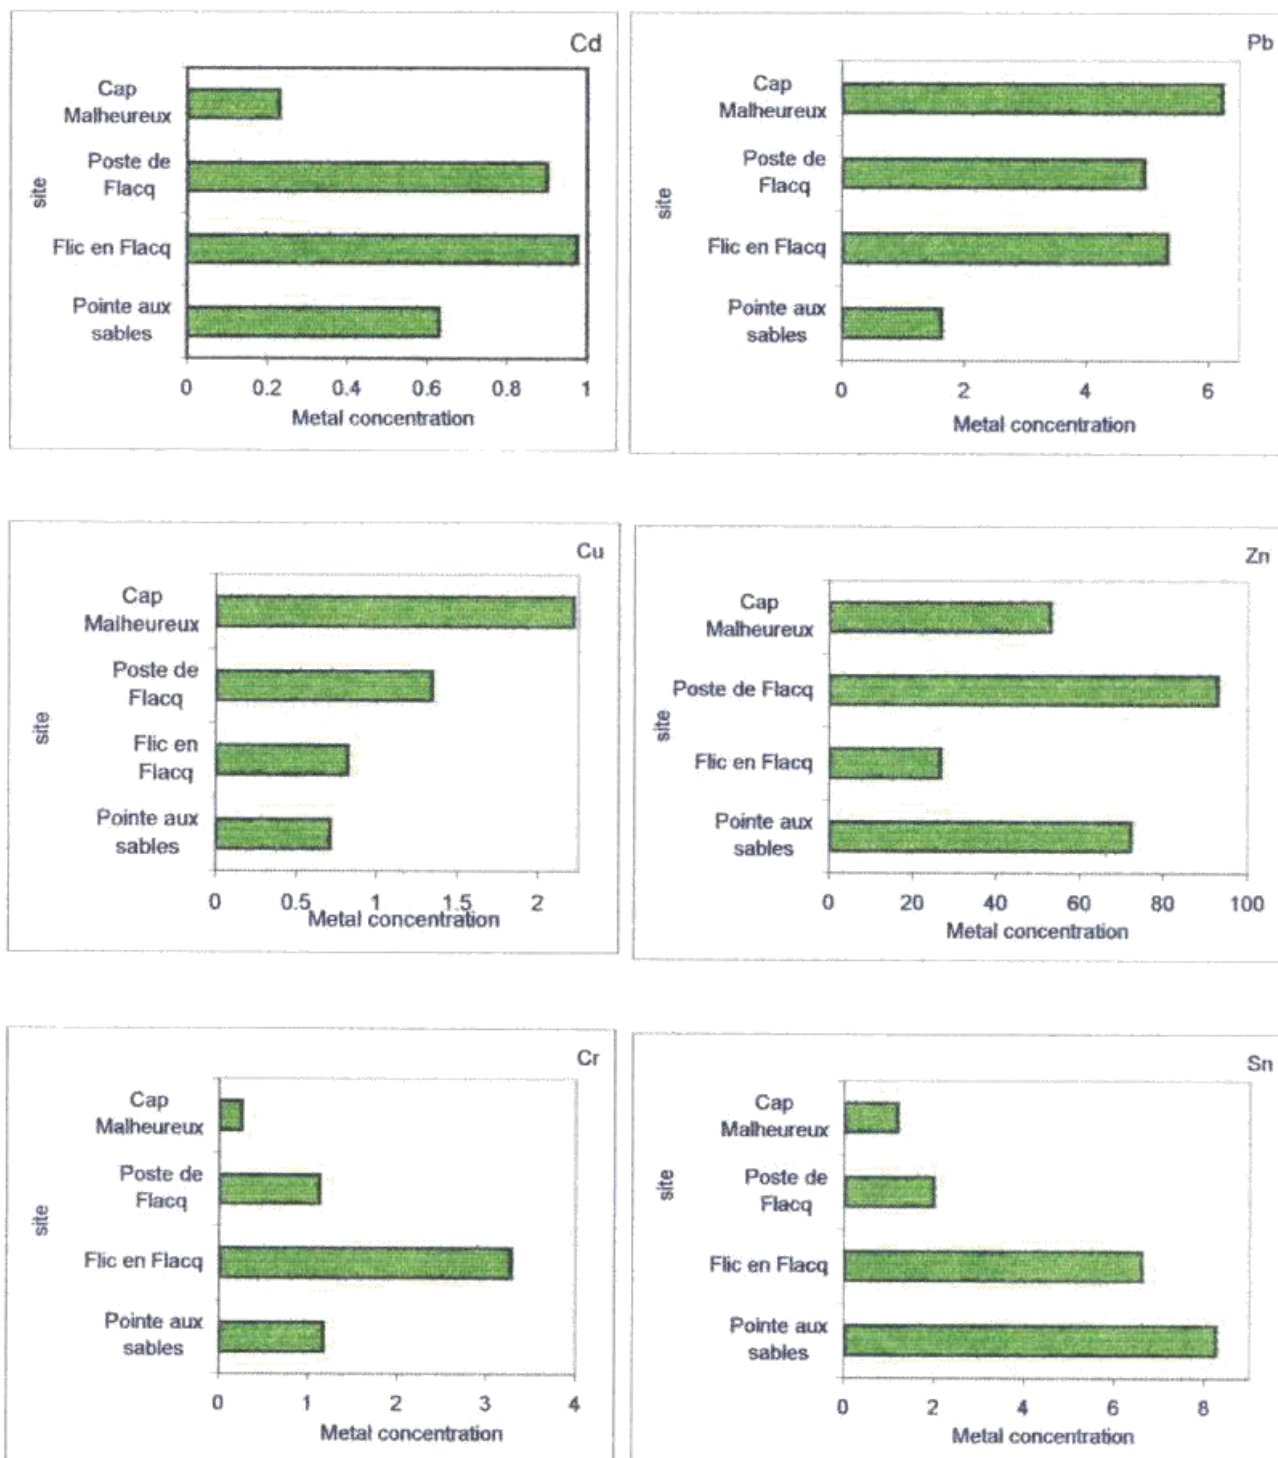 Cd
Cap
Malheureux
Poste de
Flacq
Flic en Flacq
Pointe aux
sables
site
0 0.2 0.4 0.6 0.8 1
Metal concentration
Pb
Cap
Malheureux
Poste de
Flacq
Flic en Flacq
Pointe aux
sables
site
0 2 4 6
Metal concentration
Cu
Cap
Malheureux
Poste de
Flacq
Flic en
Flacq
Pointe aux
sables
site
0 0.5 1 1.5 2
Metal concentration
Zn
Cap
Malheureux
Poste de Flacq
Flic en Flacq
Pointe aux
sables
site
0 20 40 60 80 100
Metal concentration
Cr
Cap
Malheureux
Poste de
Flacq
Flic en Flacq
Pointe aux
sables
site
0 1 2 3 4
Metal concentration
Sn
Cap
Malheureux
Poste de
Flacq
Flic en Flacq
Pointe aux
sables
site
0 2 4 6 8
Metal concentration